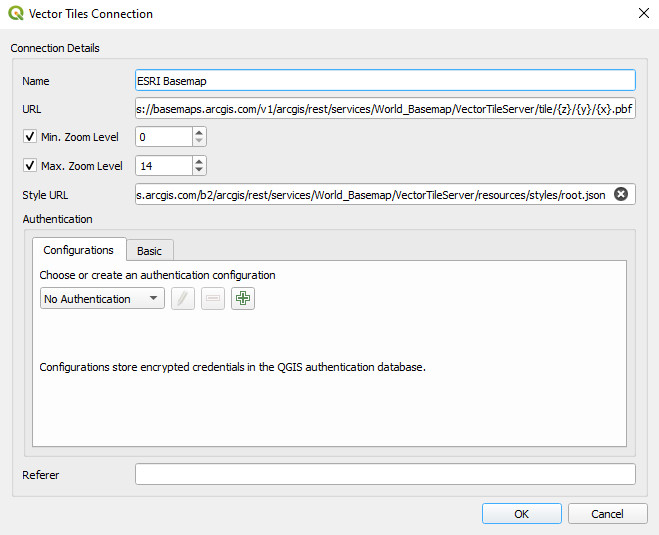 Vector Tiles Connection
Connection Details
Name ESRI Basemap
URL s://basemaps.arcgis.com/v1/arcgis/rest/services/World_Basemap/VectorTileServer/tile/{z}/{y}/{x}.pbf
Min. Zoom Level 0
Max. Zoom Level 14
Style URL s.arcgis.com/b2/arcgis/rest/services/World_Basemap/VectorTileServer/resources/styles/root.json
Authentication
Configurations Basic
Choose or create an authentication configuration
No Authentication
Configurations store encrypted credentials in the QGIS authentication database.
Referer
OK Cancel